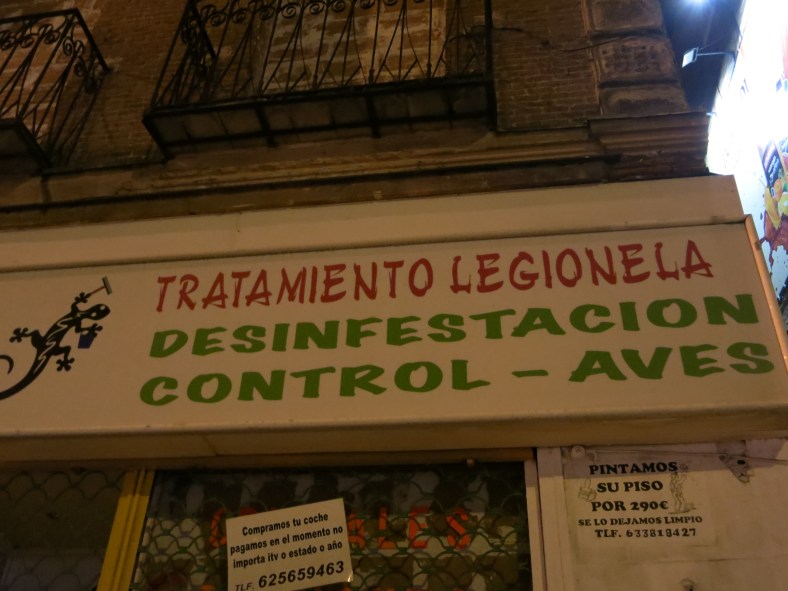 TRATAMIENTO LEGIONELA
DESINFESTACION
CONTROL - AVES
PINTAMOS
SU PISO
POR 290€
SE LO DEJAMOS LIMPIO
TLF. 633818427
Compramos tu coche
pagamos en el momento no
importa itv o estado o año
TLF. 625659463